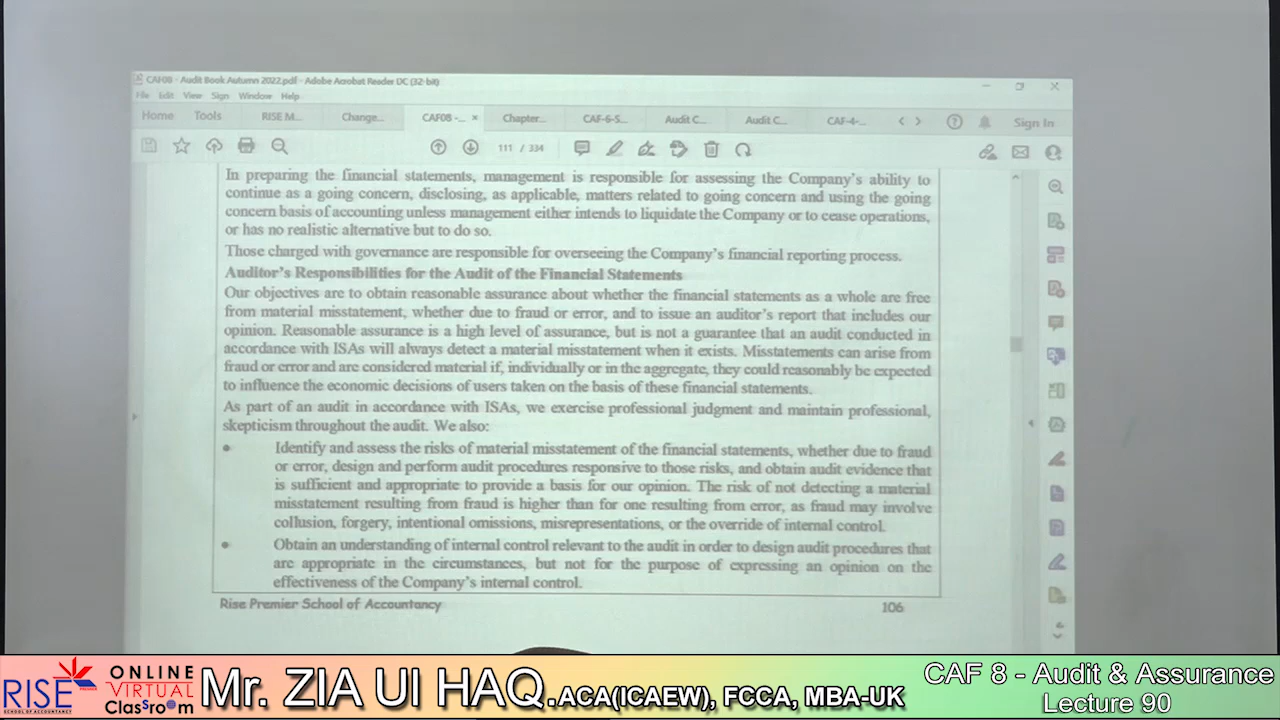 CAF08 - Audit Book Autumn 2022.pdf - Adobe Acrobat Reader DC (32-bit)
File Edit View Sign Window Help
Home Tools RISE M... Change... CAF08 -... × Chapter... CAF-6-S... Audit C... Audit C... CAF-4-... Sign In
111 / 334
In preparing the financial statements, management is responsible for assessing the Company's ability to
continue as a going concern, disclosing, as applicable, matters related to going concern and using the going
concern basis of accounting unless management either intends to liquidate the Company or to cease operations,
or has no realistic alternative but to do so.
Those charged with governance are responsible for overseeing the Company's financial reporting process.
Auditor's Responsibilities for the Audit of the Financial Statements
Our objectives are to obtain reasonable assurance about whether the financial statements as a whole are free
from material misstatement, whether due to fraud or error, and to issue an auditor's report that includes our
opinion. Reasonable assurance is a high level of assurance, but is not a guarantee that an audit conducted in
accordance with ISAs will always detect a material misstatement when it exists. Misstatements can arise from
fraud or error and are considered material if, individually or in the aggregate, they could reasonably be expected
to influence the economic decisions of users taken on the basis of these financial statements.
As part of an audit in accordance with ISAs, we exercise professional judgment and maintain professional,
skepticism throughout the audit. We also:
• Identify and assess the risks of material misstatement of the financial statements, whether due to fraud
or error, design and perform audit procedures responsive to those risks, and obtain audit evidence that
is sufficient and appropriate to provide a basis for our opinion. The risk of not detecting a material
misstatement resulting from fraud is higher than for one resulting from error, as fraud may involve
collusion, forgery, intentional omissions, misrepresentations, or the override of internal control.
• Obtain an understanding of internal control relevant to the audit in order to design audit procedures that
are appropriate in the circumstances, but not for the purpose of expressing an opinion on the
effectiveness of the Company's internal control.
Rise Premier School of Accountancy 106
RISE PREMIER
SCHOOL OF ACCOUNTANCY
ONLINE
VIRTUAL
ClasSroom
Mr. ZIA Ul HAQ. ACA(ICAEW), FCCA, MBA-UK
CAF 8 - Audit & Assurance
Lecture 90